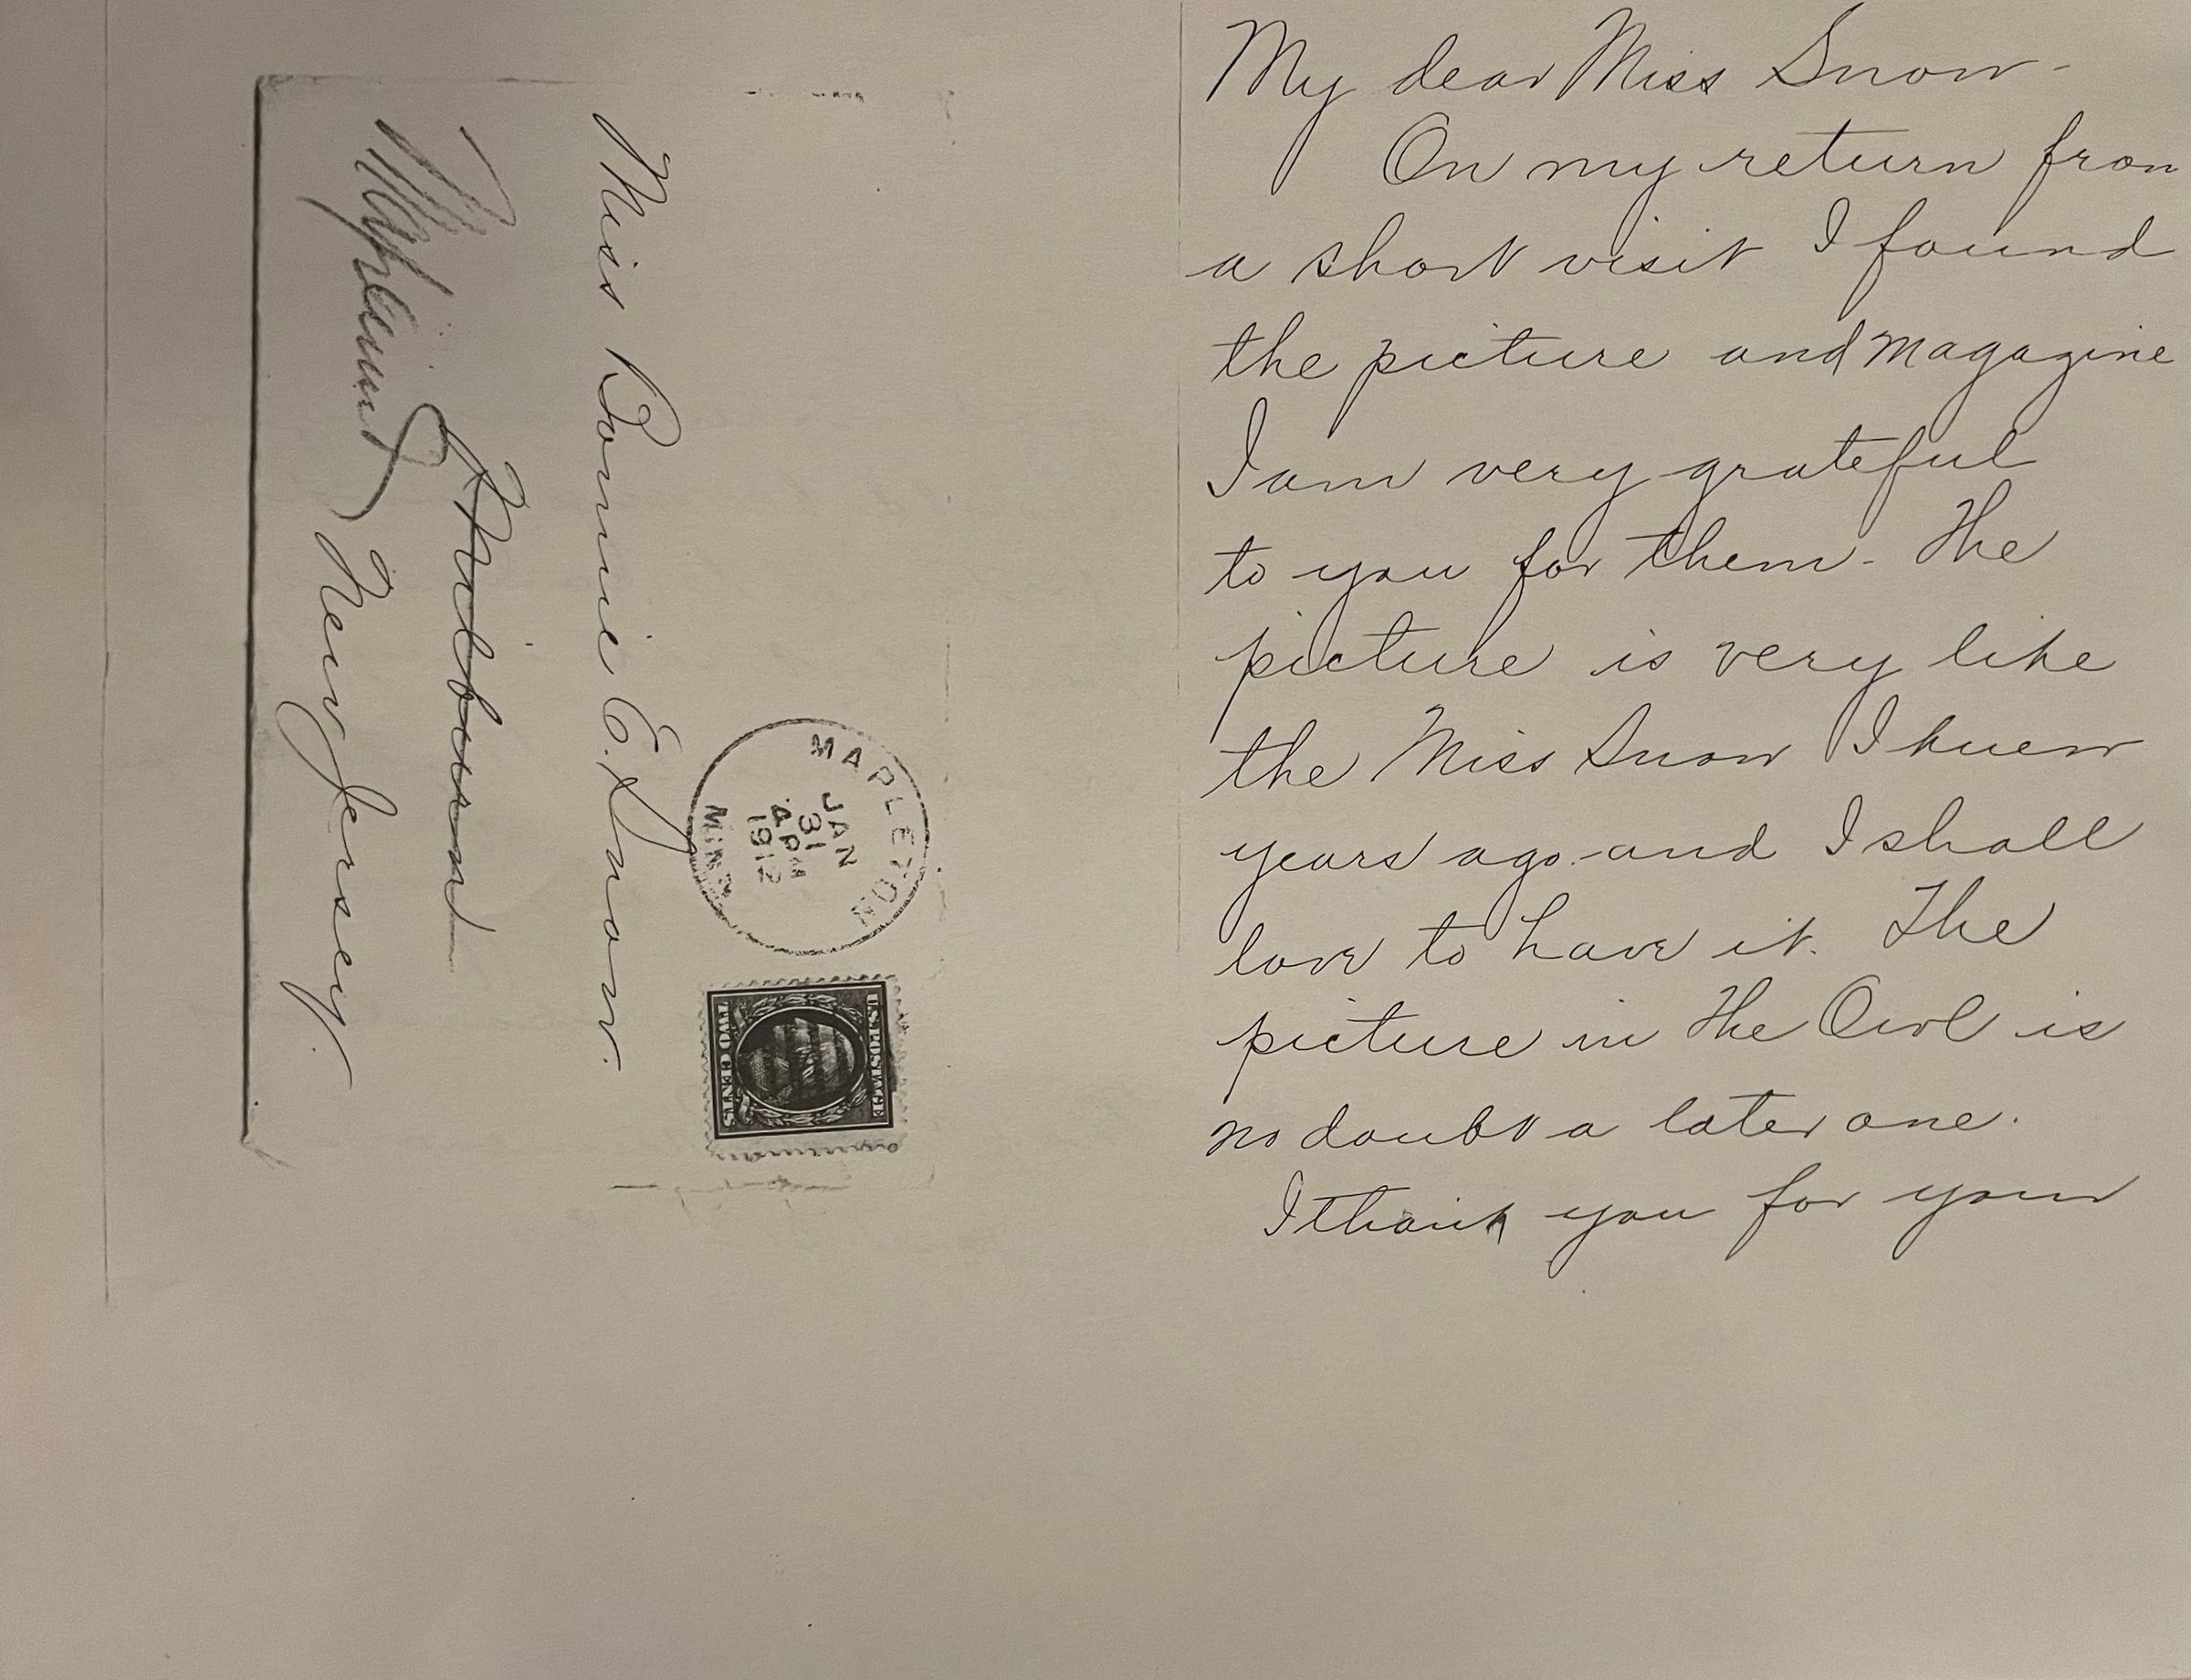 Miss Bonnie E. Snow.
Milburn
New Jersey.
MAPLETON
JAN
31
4 PM
1912
MINN
U.S. POSTAGE
TWO CENTS
My dear Miss Snow -
On my return from
a short visit I found
the picture and magazine
I am very grateful
to you for them - The
picture is very like
the Miss Snow I knew
years ago - and I shall
love to have it. The
picture in The Owl is
no doubt a later one.
I thank you for your